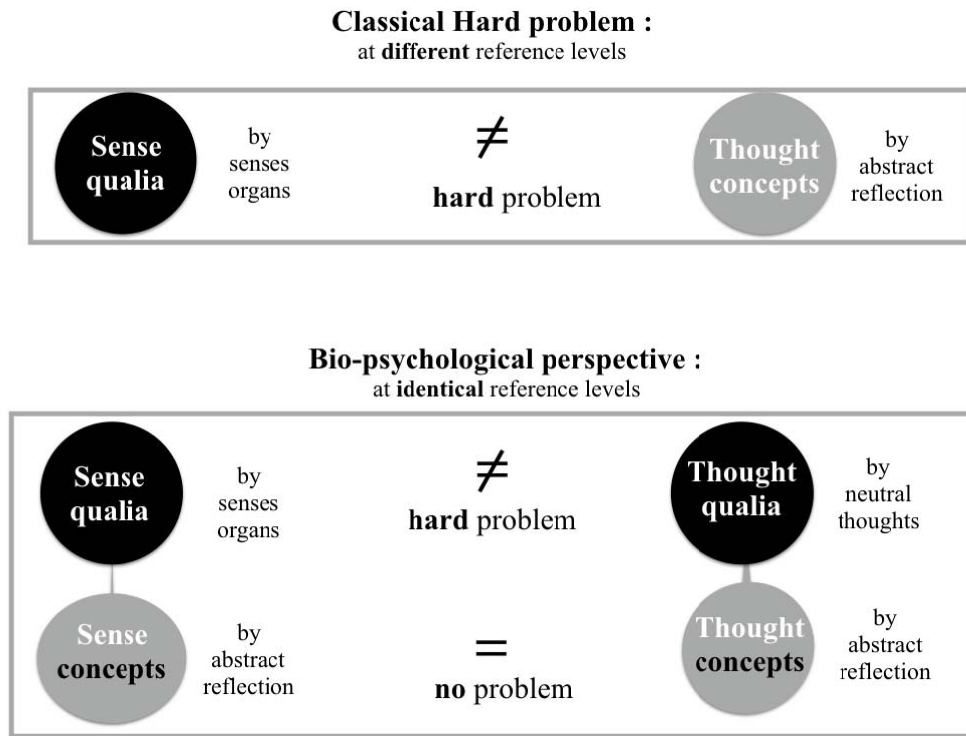 Classical Hard problem :
at different reference levels
Sense
qualia
by
senses
organs
≠
hard problem
Thought
concepts
by
abstract
reflection
Bio-psychological perspective :
at identical reference levels
Sense
qualia
by
senses
organs
≠
hard problem
Thought
qualia
by
neutral
thoughts
Sense
concepts
by
abstract
reflection
=
no problem
Thought
concepts
by
abstract
reflection